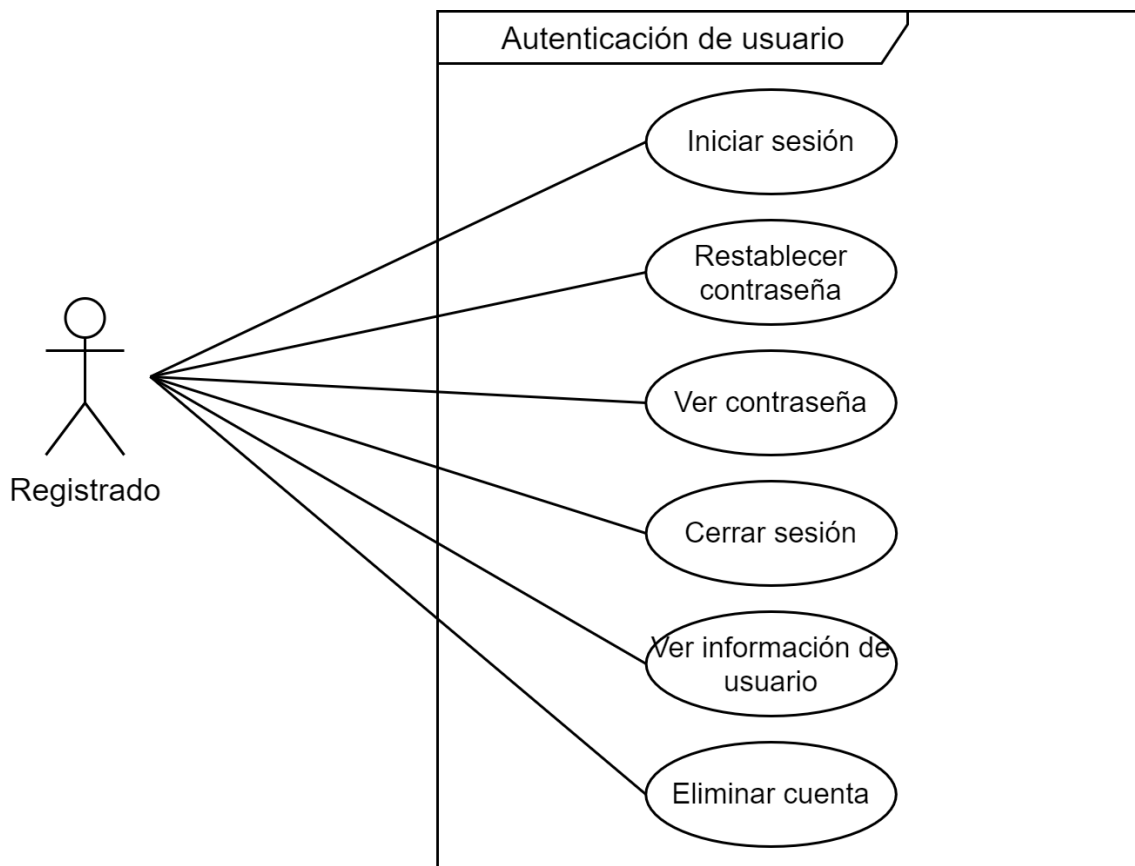 Autenticación de usuario
Iniciar sesión
Restablecer
contraseña
Ver contraseña
Registrado
Cerrar sesión
Ver información de
usuario
Eliminar cuenta